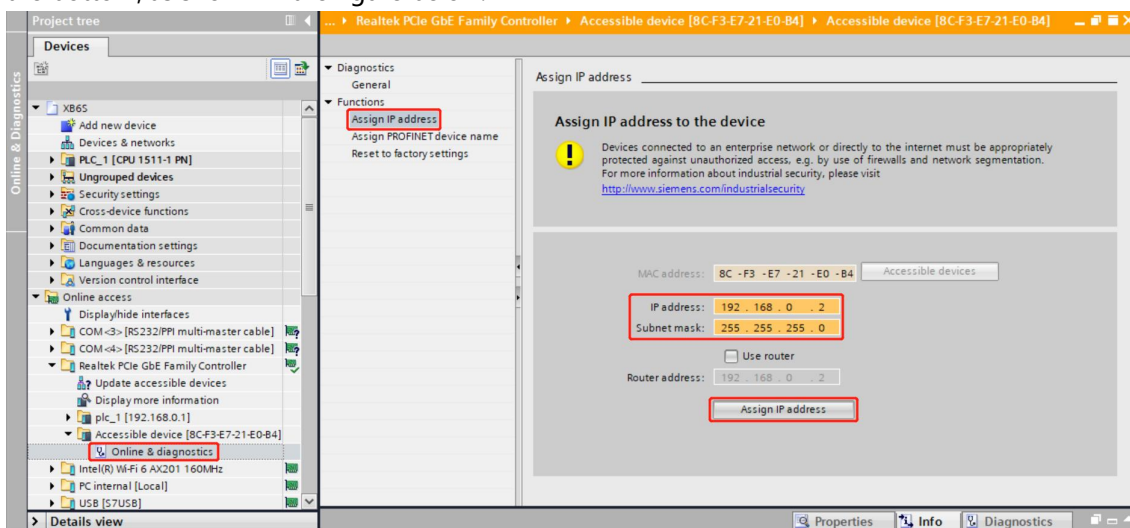 Project tree
... ▸ Realtek PCIe GbE Family Controller ▸ Accessible device [8C-F3-E7-21-E0-B4] ▸ Accessible device [8C-F3-E7-21-E0-B4]
Devices
Online & Diagnostics
XB6S
Add new device
Devices & networks
PLC_1 [CPU 1511-1 PN]
Ungrouped devices
Security settings
Cross-device functions
Common data
Documentation settings
Languages & resources
Version control interface
Online access
Display/hide interfaces
COM <3> [RS232/PPI multi-master cable]
COM <4> [RS232/PPI multi-master cable]
Realtek PCIe GbE Family Controller
Update accessible devices
Display more information
plc_1 [192.168.0.1]
Accessible device [8C-F3-E7-21-E0-B4]
Online & diagnostics
Intel(R) Wi-Fi 6 AX201 160MHz
PC internal [Local]
USB [S7USB]
Details view
Diagnostics
General
Functions
Assign IP address
Assign PROFINET device name
Reset to factory settings
Assign IP address
Assign IP address to the device
Devices connected to an enterprise network or directly to the internet must be appropriately
protected against unauthorized access, e.g. by use of firewalls and network segmentation.
For more information about industrial security, please visit
http://www.siemens.com/industrialsecurity
MAC address: 8C -F3 -E7 -21 -E0 -B4 Accessible devices
IP address: 192 . 168 . 0 . 2
Subnet mask: 255 . 255 . 255 . 0
Use router
Router address: 192 . 168 . 0 . 2
Assign IP address
Properties Info Diagnostics